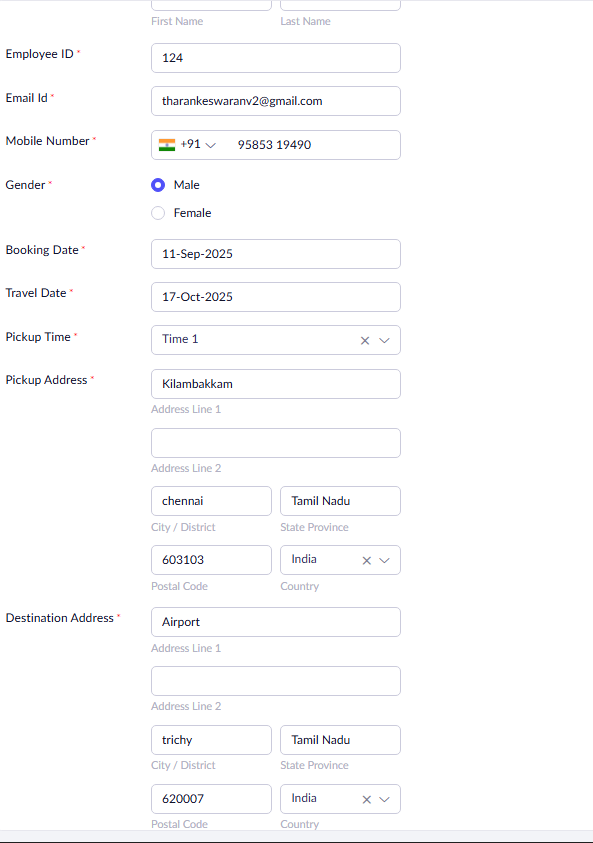 First Name Last Name
Employee ID *
124
Email Id *
tharankeswaranv2@gmail.com
Mobile Number *
+91 95853 19490
Gender *
Male
Female
Booking Date *
11-Sep-2025
Travel Date *
17-Oct-2025
Pickup Time *
Time 1
Pickup Address *
Kilambakkam
Address Line 1
Address Line 2
chennai Tamil Nadu
City / District State Province
603103 India
Postal Code Country
Destination Address *
Airport
Address Line 1
Address Line 2
trichy Tamil Nadu
City / District State Province
620007 India
Postal Code Country